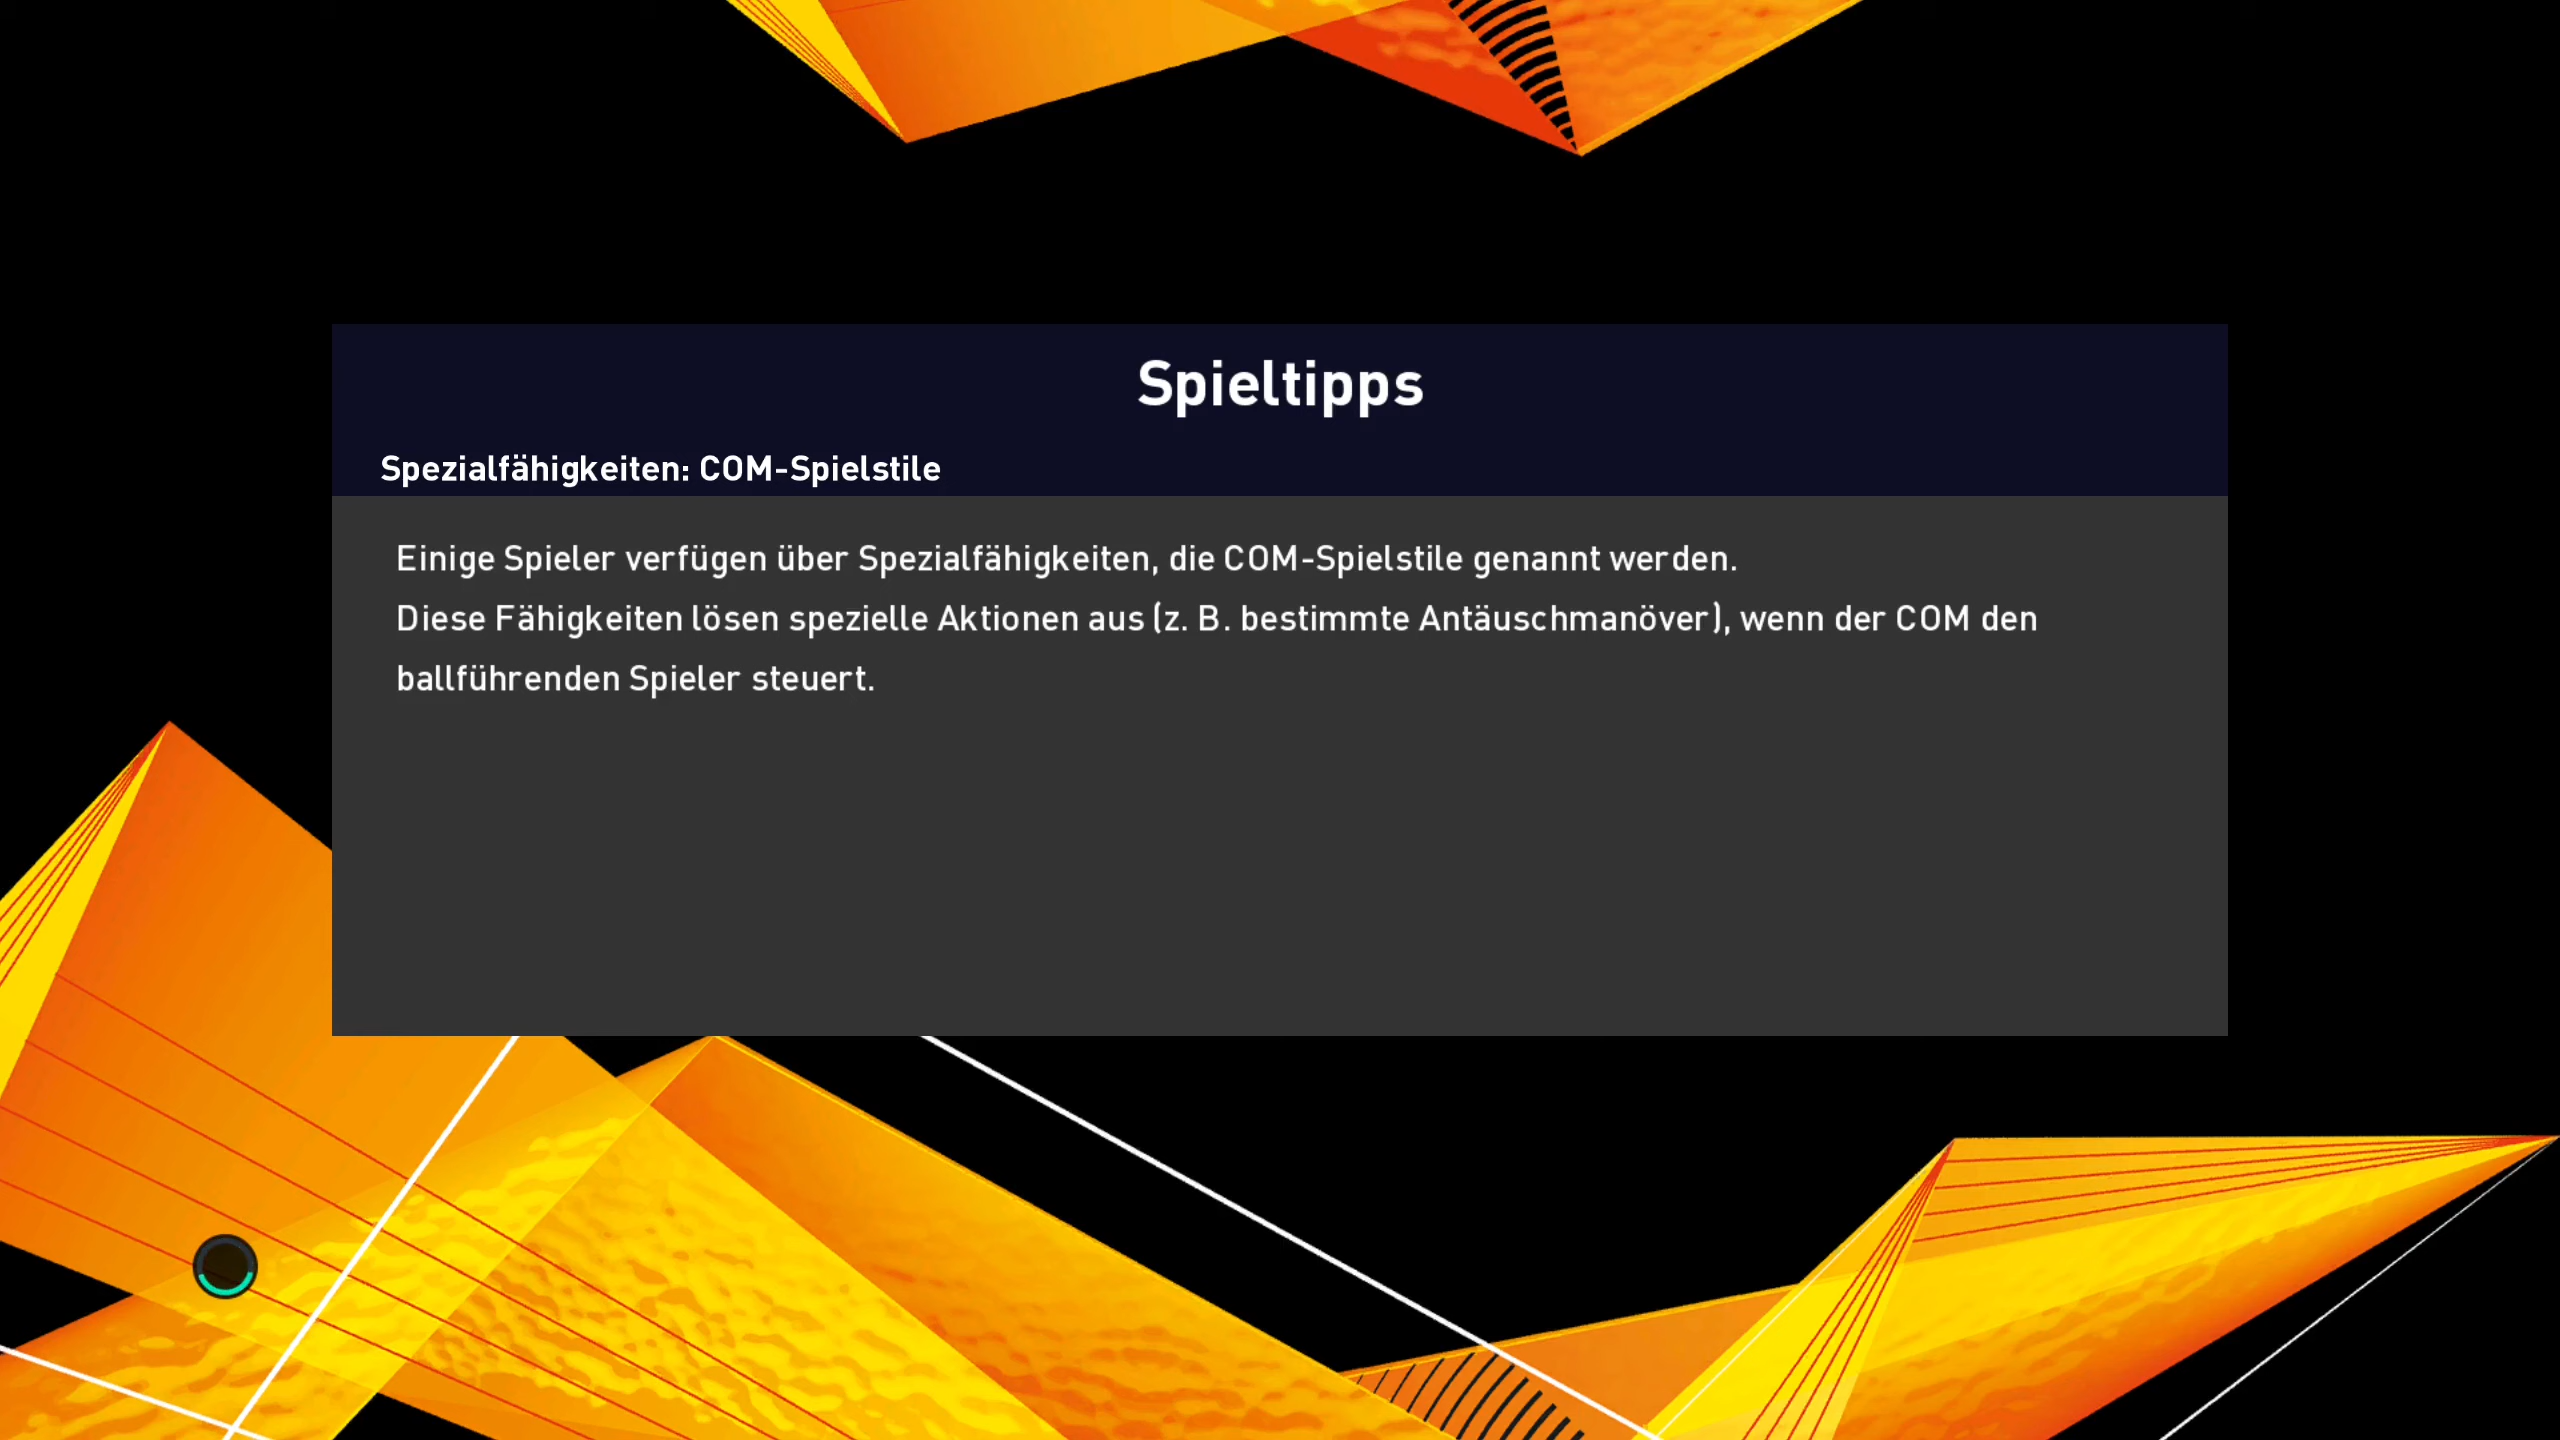 Spieltipps
Spezialfähigkeiten: COM-Spielstile
Einige Spieler verfügen über Spezialfähigkeiten, die COM-Spielstile genannt werden.
Diese Fähigkeiten lösen spezielle Aktionen aus (z. B. bestimmte Antäuschmanöver), wenn der COM den
ballführenden Spieler steuert.